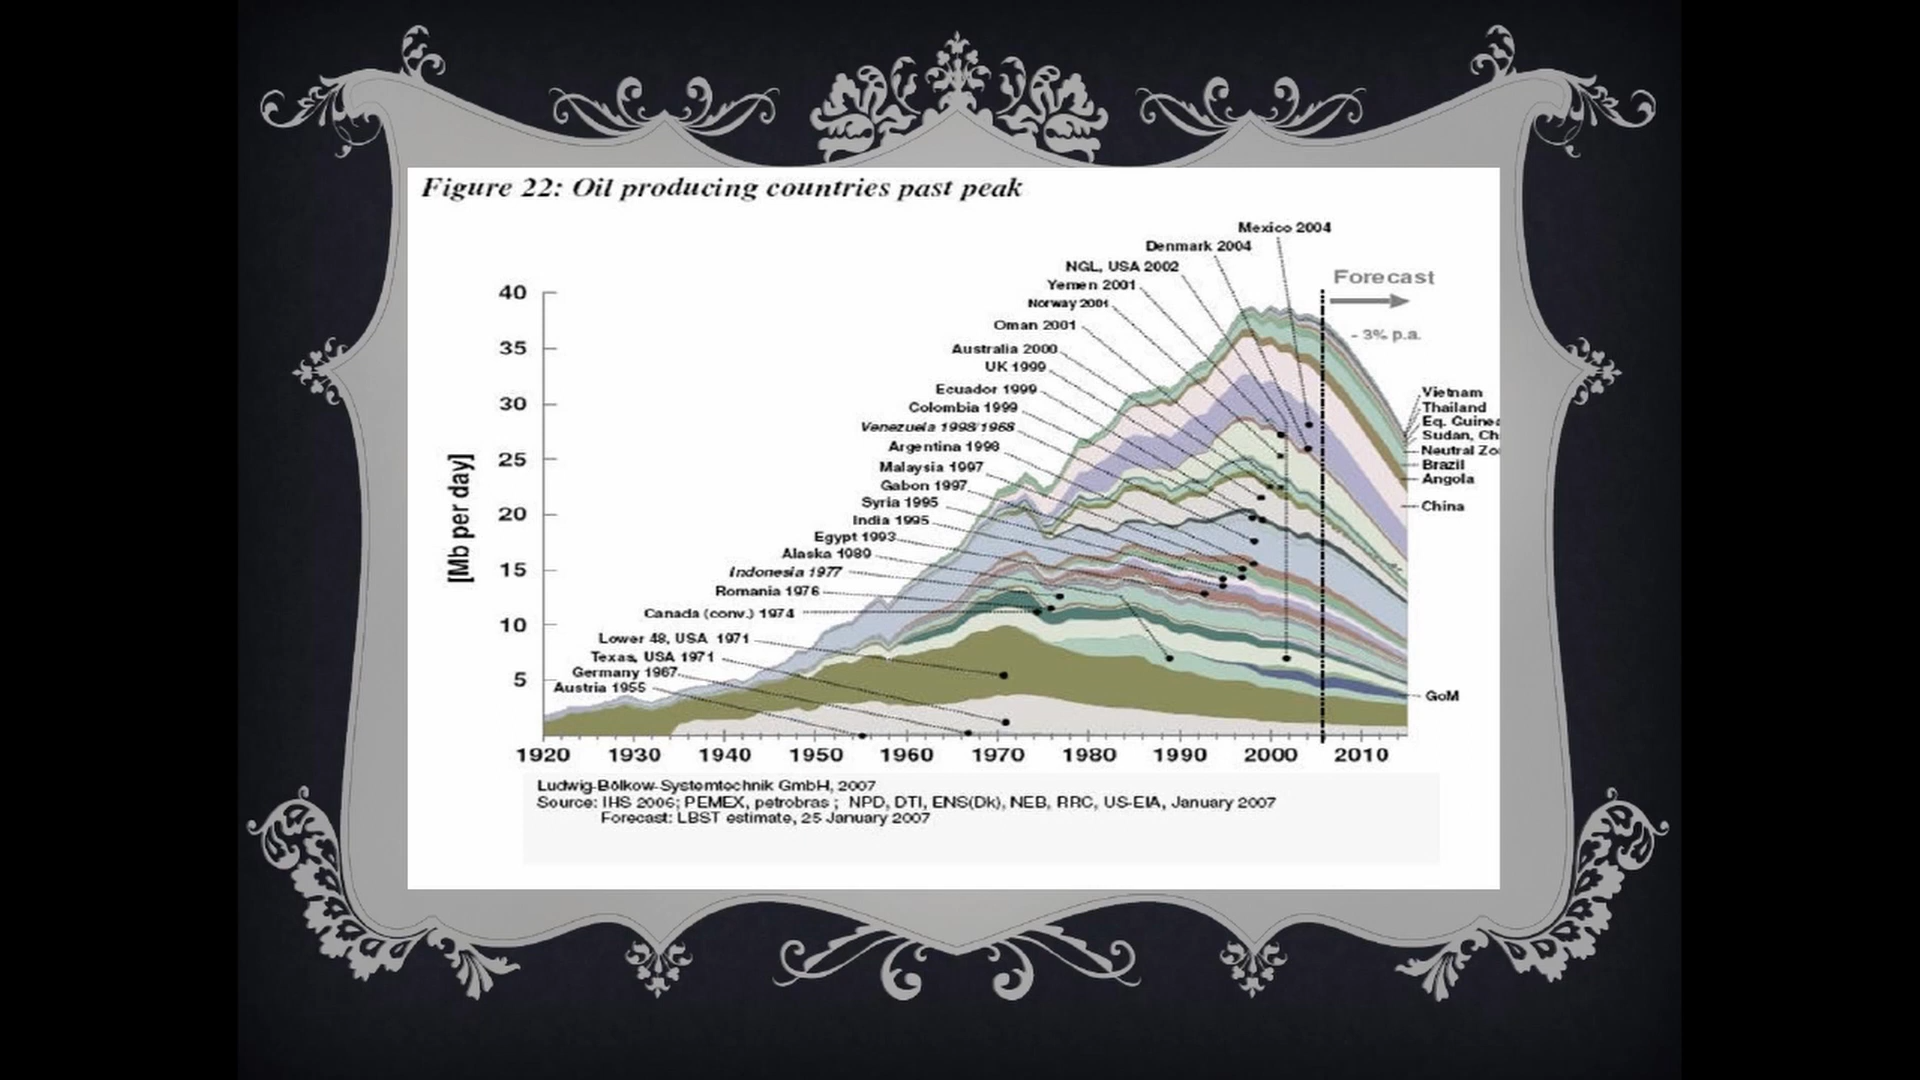 Figure 22: Oil producing countries past peak
Mexico 2004
Denmark 2004
NGL, USA 2002
Yemen 2001
Norway 2001
Oman 2001
Australia 2000
UK 1999
Ecuador 1999
Colombia 1999
Venezuela 1998/1968
Argentina 1998
Malaysia 1997
Gabon 1997
Syria 1995
India 1995
Egypt 1993
Alaska 1989
Indonesia 1977
Romania 1976
Canada (conv.) 1974
Lower 48, USA 1971
Texas, USA 1971
Germany 1967
Austria 1955
Forecast
- 3% p.a.
Vietnam
Thailand
Eq. Guinea
Sudan, Ch
Neutral Zo
Brazil
Angola
China
GoM
[Mb per day]
40
35
30
25
20
15
10
5
1920 1930 1940 1950 1960 1970 1980 1990 2000 2010
Ludwig-Bölkow-Systemtechnik GmbH, 2007
Source: IHS 2006; PEMEX, petrobras ; NPD, DTI, ENS(Dk), NEB, RRC, US-EIA, January 2007
Forecast: LBST estimate, 25 January 2007